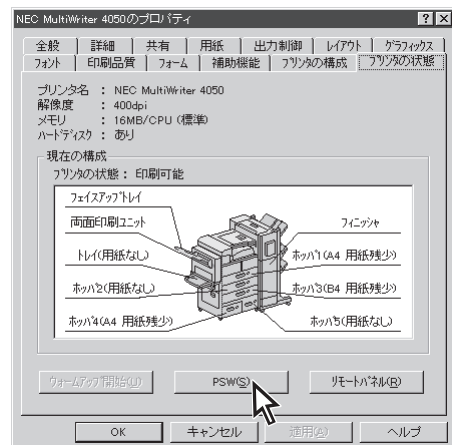 NEC MultiWriter 4050のプロパティ
全般 詳細 共有 用紙 出力制御 レイアウト グラフィックス
フォント 印刷品質 フォーム 補助機能 プリンタの構成 プリンタの状態
プリンタ名 : NEC MultiWriter 4050
解像度 : 400dpi
メモリ : 16MB/CPU (標準)
ハードディスク : あり
現在の構成
プリンタの状態 : 印刷可能
フェイスアップトレイ
両面印刷ユニット
フィニッシャ
トレイ(用紙なし)
ホッパ1(A4 用紙残少)
ホッパ2(用紙なし)
ホッパ3(B4 用紙残少)
ホッパ4(A4 用紙残少)
ホッパ5(用紙なし)
ウォームアップ開始(U) PSW(S) リモートパネル(R)
OK キャンセル 適用(A) ヘルプ